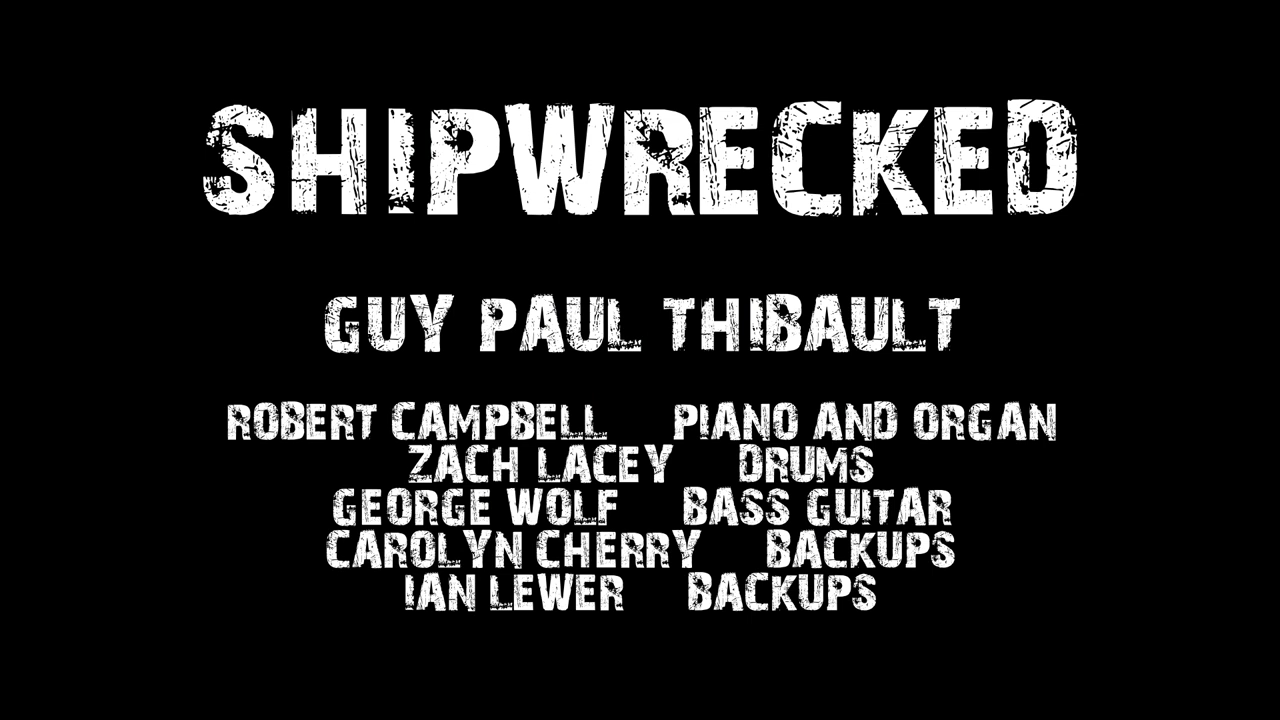 SHIPWRECKED
GUY PAUL THIBAULT
ROBERT CAMPBELL PIANO AND ORGAN
ZACH LACEY DRUMS
GEORGE WOLF BASS GUITAR
CAROLYN CHERRY BACKUPS
IAN LEWER BACKUPS